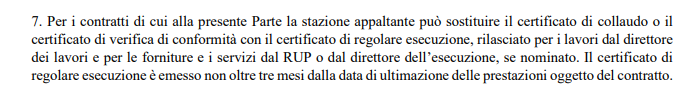 7. Per i contratti di cui alla presente Parte la stazione appaltante può sostituire il certificato di collaudo o il
certificato di verifica di conformità con il certificato di regolare esecuzione, rilasciato per i lavori dal direttore
dei lavori e per le forniture e i servizi dal RUP o dal direttore dell’esecuzione, se nominato. Il certificato di
regolare esecuzione è emesso non oltre tre mesi dalla data di ultimazione delle prestazioni oggetto del contratto.